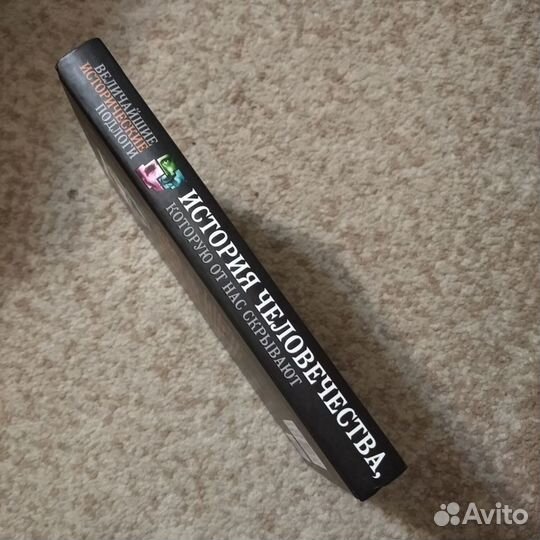 ВЕЛИЧАЙШИЕ
ИСТОРИЧЕСКИЕ
ПОДЛОГИ
ИСТОРИЯ ЧЕЛОВЕЧЕСТВА,
КОТОРУЮ ОТ НАС СКРЫВАЮТ
Avito